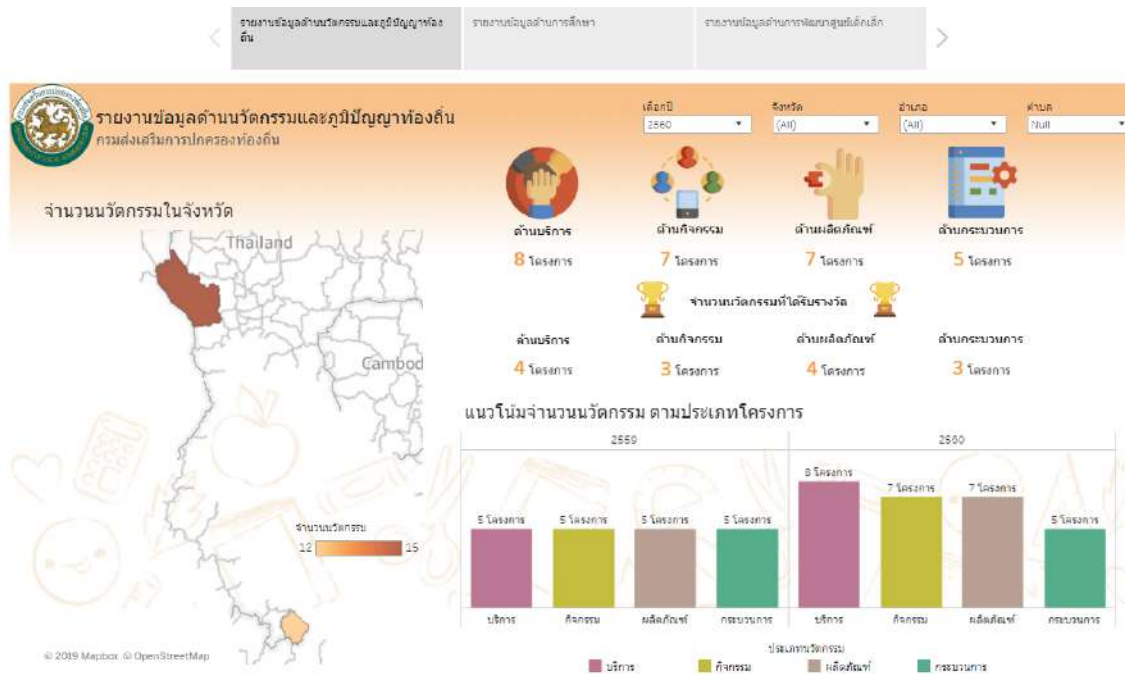 รายงานข้อมูลด้านนวัตกรรมและภูมิปัญญาท้อง
ถิ่น
รายงานข้อมูลด้านการศึกษา
รายงานข้อมูลด้านการพัฒนาศูนย์เด็กเล็ก
รายงานข้อมูลด้านนวัตกรรมและภูมิปัญญาท้องถิ่น
กรมส่งเสริมการปกครองท้องถิ่น
เลือกปี
จังหวัด
อำเภอ
ตำบล
2560
(All)
(All)
Null
จำนวนนวัตกรรมในจังหวัด
ด้านบริการ
ด้านกิจกรรม
ด้านผลิตภัณฑ์
ด้านกระบวนการ
8 โครงการ
7 โครงการ
7 โครงการ
5 โครงการ
จำนวนนวัตกรรมที่ได้รับรางวัล
ด้านบริการ
ด้านกิจกรรม
ด้านผลิตภัณฑ์
ด้านกระบวนการ
4 โครงการ
3 โครงการ
4 โครงการ
3 โครงการ
Thailand
Cambod
จำนวนนวัตกรรม
12
15
© 2019 Mapbox © OpenStreetMap
แนวโน้มจำนวนนวัตกรรม ตามประเภทโครงการ
2559
2560
5 โครงการ
5 โครงการ
5 โครงการ
5 โครงการ
8 โครงการ
7 โครงการ
7 โครงการ
5 โครงการ
บริการ
กิจกรรม
ผลิตภัณฑ์
กระบวนการ
บริการ
กิจกรรม
ผลิตภัณฑ์
กระบวนการ
ประเภทนวัตกรรม
บริการ
กิจกรรม
ผลิตภัณฑ์
กระบวนการ